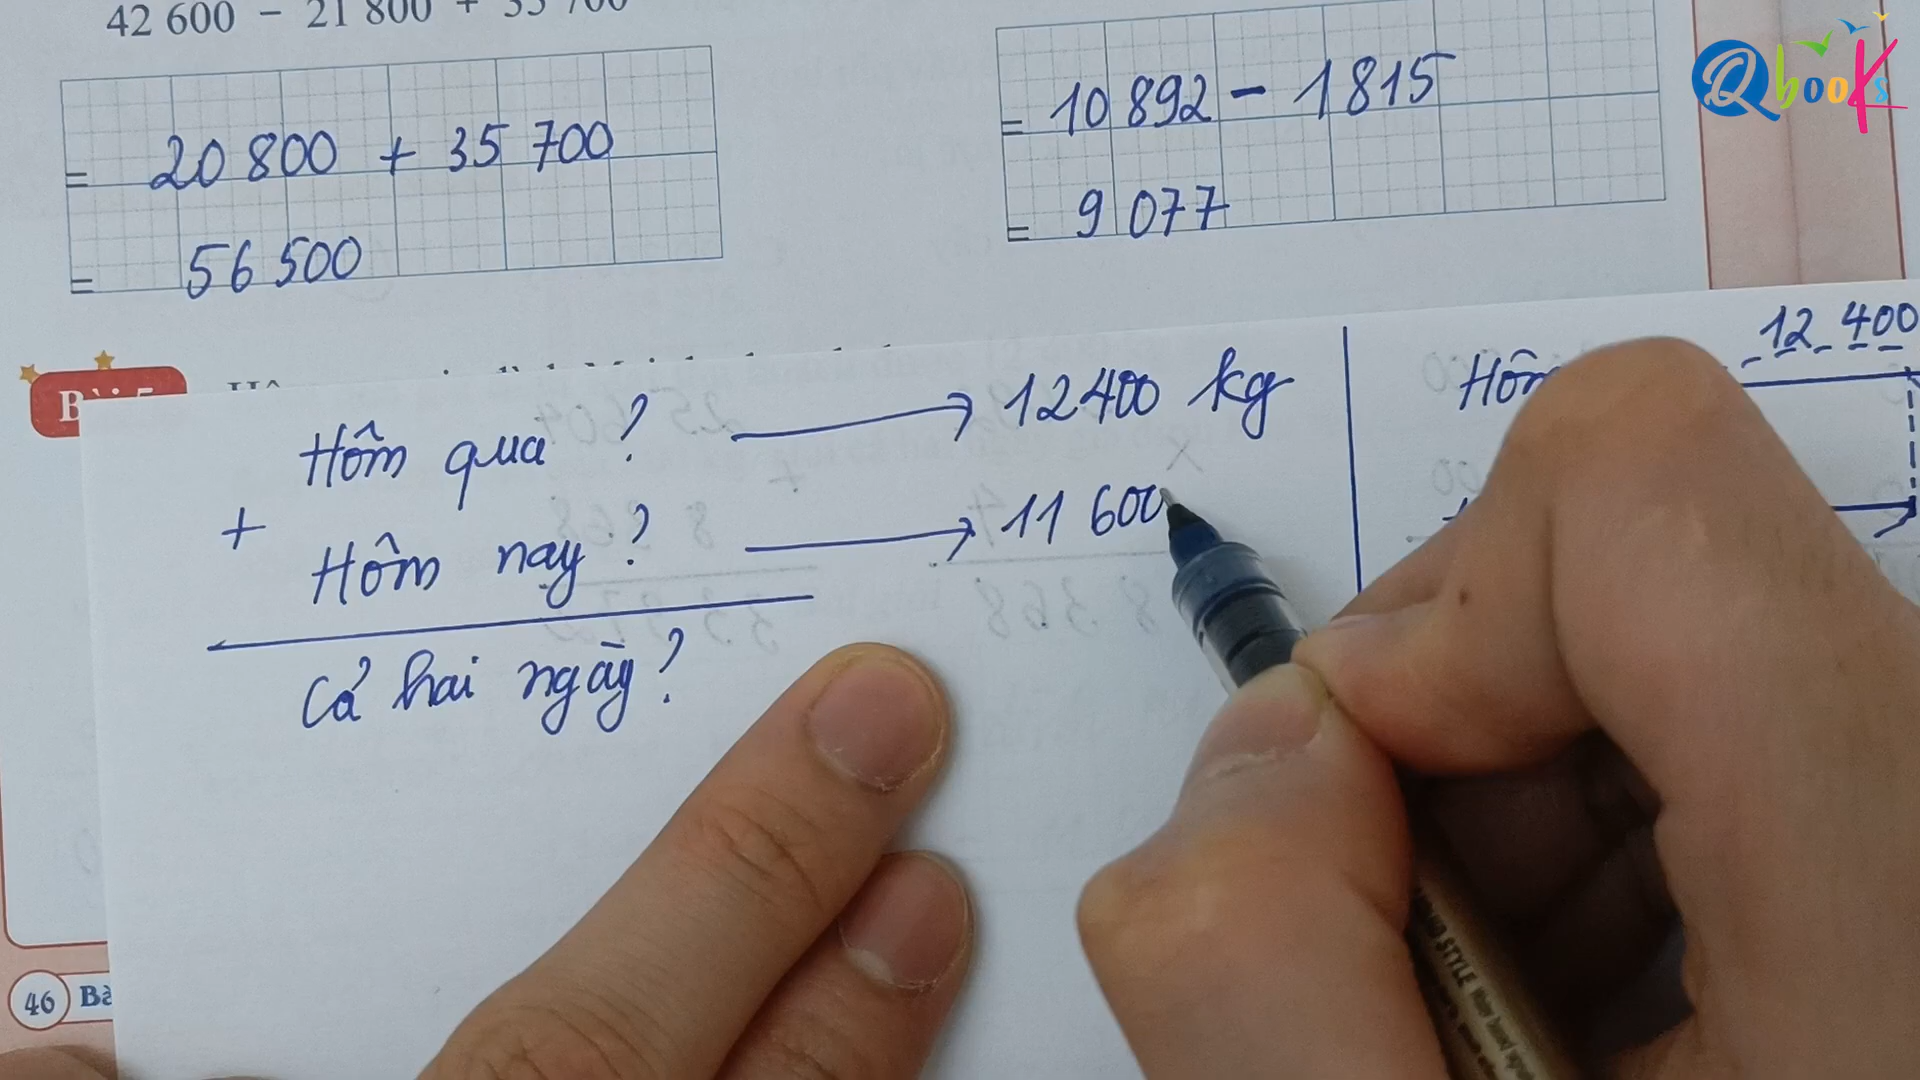 42 600 - 21 800 + 35 700
= 20 800 + 35 700
= 56 500
= 10 892 - 1 815
= 9 077
Qbooks
Hôm qua ? → 12 400 kg
+
Hôm nay ? → 11 600
Cả hai ngày ?
Hôm
12 400
46